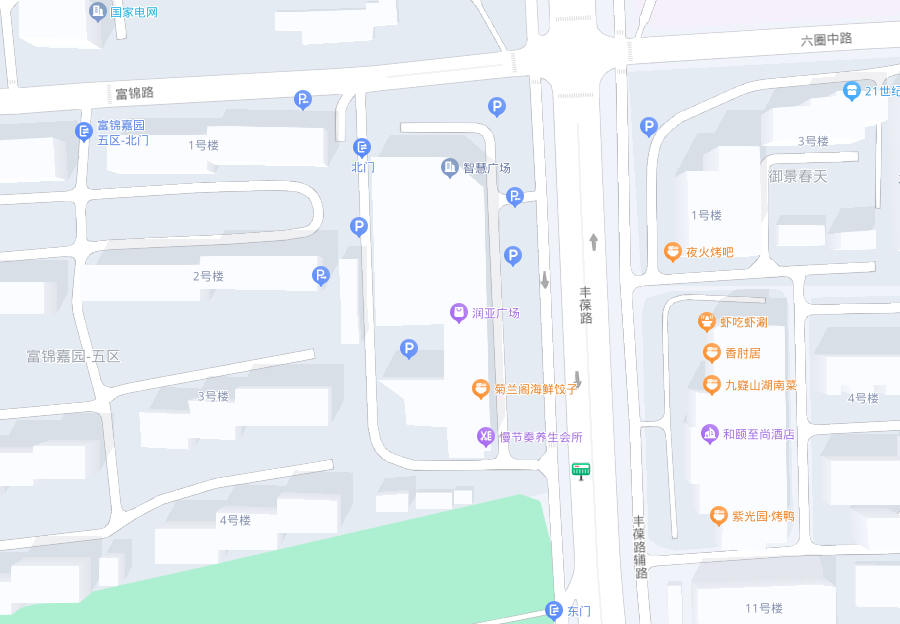 国家电网
六圈中路
富锦路
21世纪
富锦嘉园
五区-北门
1号楼
3号楼
北门
智慧广场
御景春天
1号楼
夜火烤吧
2号楼
丰葆路
润亚广场
虾吃虾涮
富锦嘉园-五区
香肘居
九嶷山湖南菜
菊兰阁海鲜饺子
3号楼
4号楼
慢节奏养生会所
和颐至尚酒店
4号楼
紫光园·烤鸭
丰葆路辅路
东门
11号楼